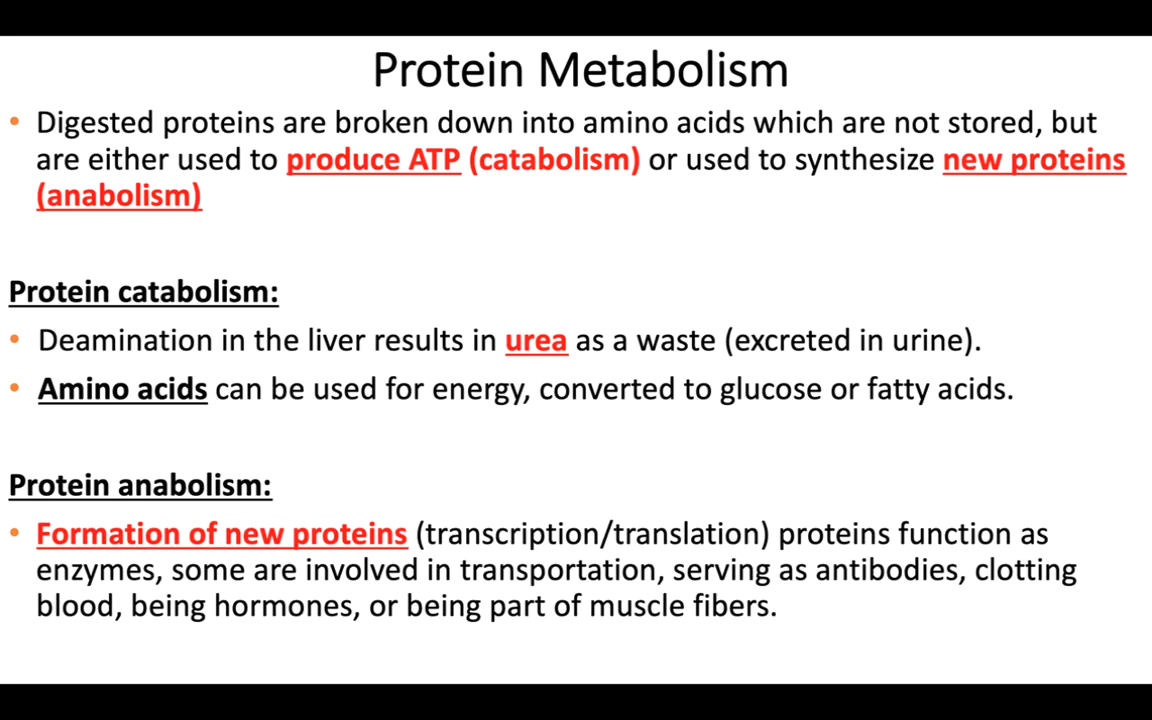 Protein Metabolism
• Digested proteins are broken down into amino acids which are not stored, but
are either used to produce ATP (catabolism) or used to synthesize new proteins
(anabolism)
Protein catabolism:
• Deamination in the liver results in urea as a waste (excreted in urine).
• Amino acids can be used for energy, converted to glucose or fatty acids.
Protein anabolism:
• Formation of new proteins (transcription/translation) proteins function as
enzymes, some are involved in transportation, serving as antibodies, clotting
blood, being hormones, or being part of muscle fibers.